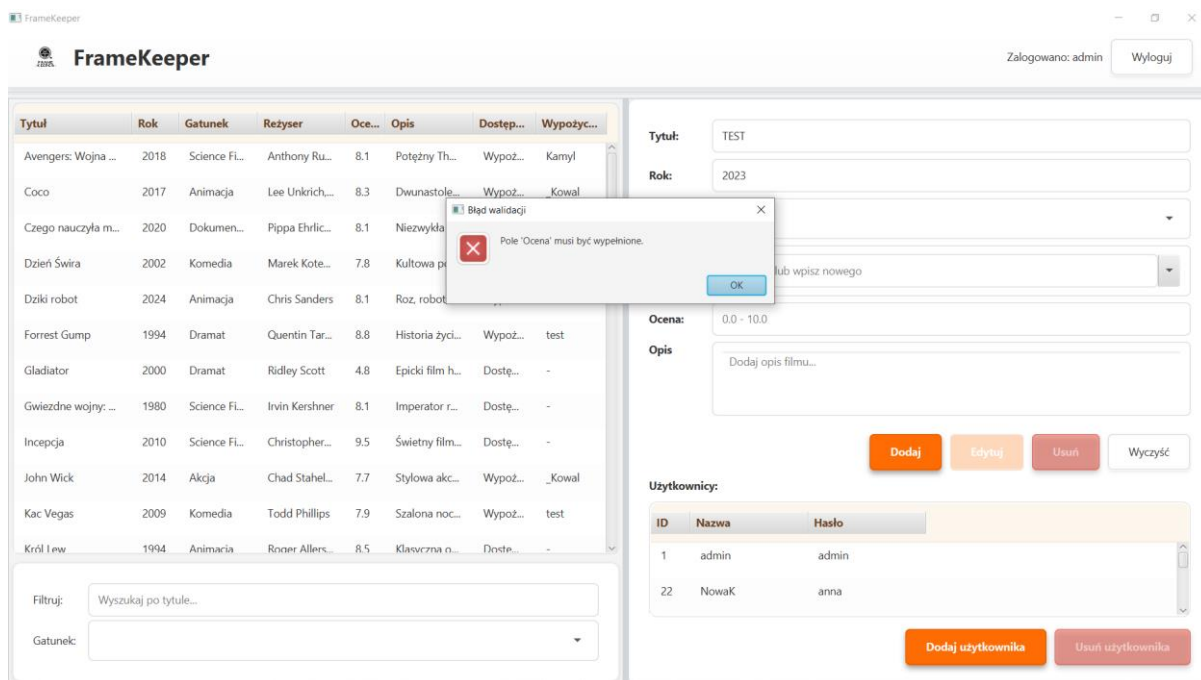 FrameKeeper
FrameKeeper
Zalogowano: admin Wyloguj
Tytuł Rok Gatunek Reżyser Oce... Opis Dostęp... Wypożyc...
Avengers: Wojna ... 2018 Science Fi... Anthony Ru... 8.1 Potężny Th... Wypoż... Kamyl
Coco 2017 Animacja Lee Unkrich,... 8.3 Dwunastole... Wypoż... _Kowal
Czego nauczyła m... 2020 Dokumen... Pippa Ehrlic... 8.1 Niezwykła
Dzień Świra 2002 Komedia Marek Kote... 7.8 Kultowa
Dziki robot 2024 Animacja Chris Sanders 8.1 Roz, robot
Forrest Gump 1994 Dramat Quentin Tar... 8.8 Historia życi... Wypoż... test
Gladiator 2000 Dramat Ridley Scott 4.8 Epicki film h... Dostę... -
Gwiezdne wojny: ... 1980 Science Fi... Irvin Kershner 8.1 Imperator r... Dostę... -
Incepcja 2010 Science Fi... Christopher... 9.5 Świetny film... Dostę... -
John Wick 2014 Akcja Chad Stahel... 7.7 Stylowa akc... Wypoż... _Kowal
Kac Vegas 2009 Komedia Todd Phillips 7.9 Szalona noc... Wypoż... test
Król Lew 1994 Animacja Roger Allers... 8.5 Klasyczna o... Dostę... -
Filtruj: Wyszukaj po tytule...
Gatunek:
Błąd walidacji
Pole 'Ocena' musi być wypełnione.
OK
Tytuł: TEST
Rok: 2023
lub wpisz nowego
Ocena: 0.0 - 10.0
Opis Dodaj opis filmu...
Dodaj Edytuj Usuń Wyczyść
Użytkownicy:
ID Nazwa Hasło
1 admin admin
22 NowaK anna
Dodaj użytkownika Usuń użytkownika